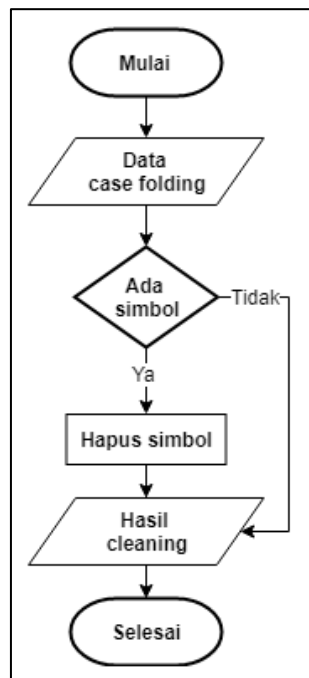 Mulai
Data
case folding
Ada
simbol
Tidak
Ya
Hapus simbol
Hasil
cleaning
Selesai